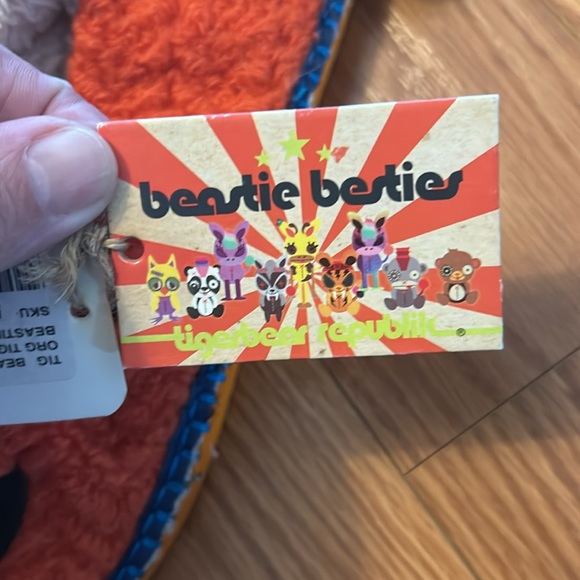 beastie besties
tigerbear republik ®
TIG BEA
ORG TIG
BEASTI
SKU